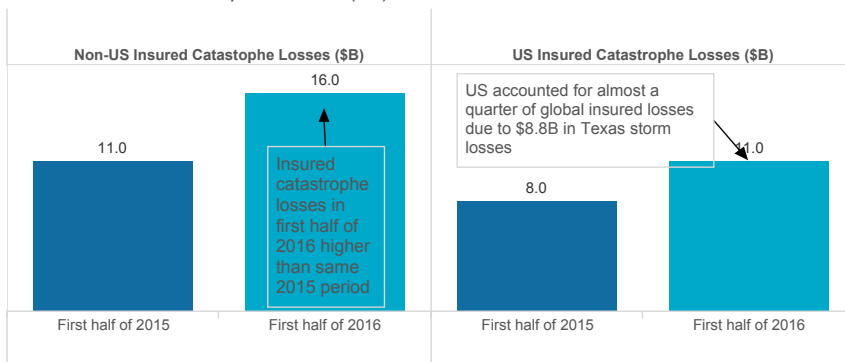 Non-US Insured Catastophe Losses ($B)
US Insured Catastrophe Losses ($B)
16.0
11.0
Insured
catastrophe
losses in
first half of
2016 higher
than same
2015 period
US accounted for almost a
quarter of global insured losses
due to $8.8B in Texas storm
losses
11.0
8.0
First half of 2015
First half of 2016
First half of 2015
First half of 2016